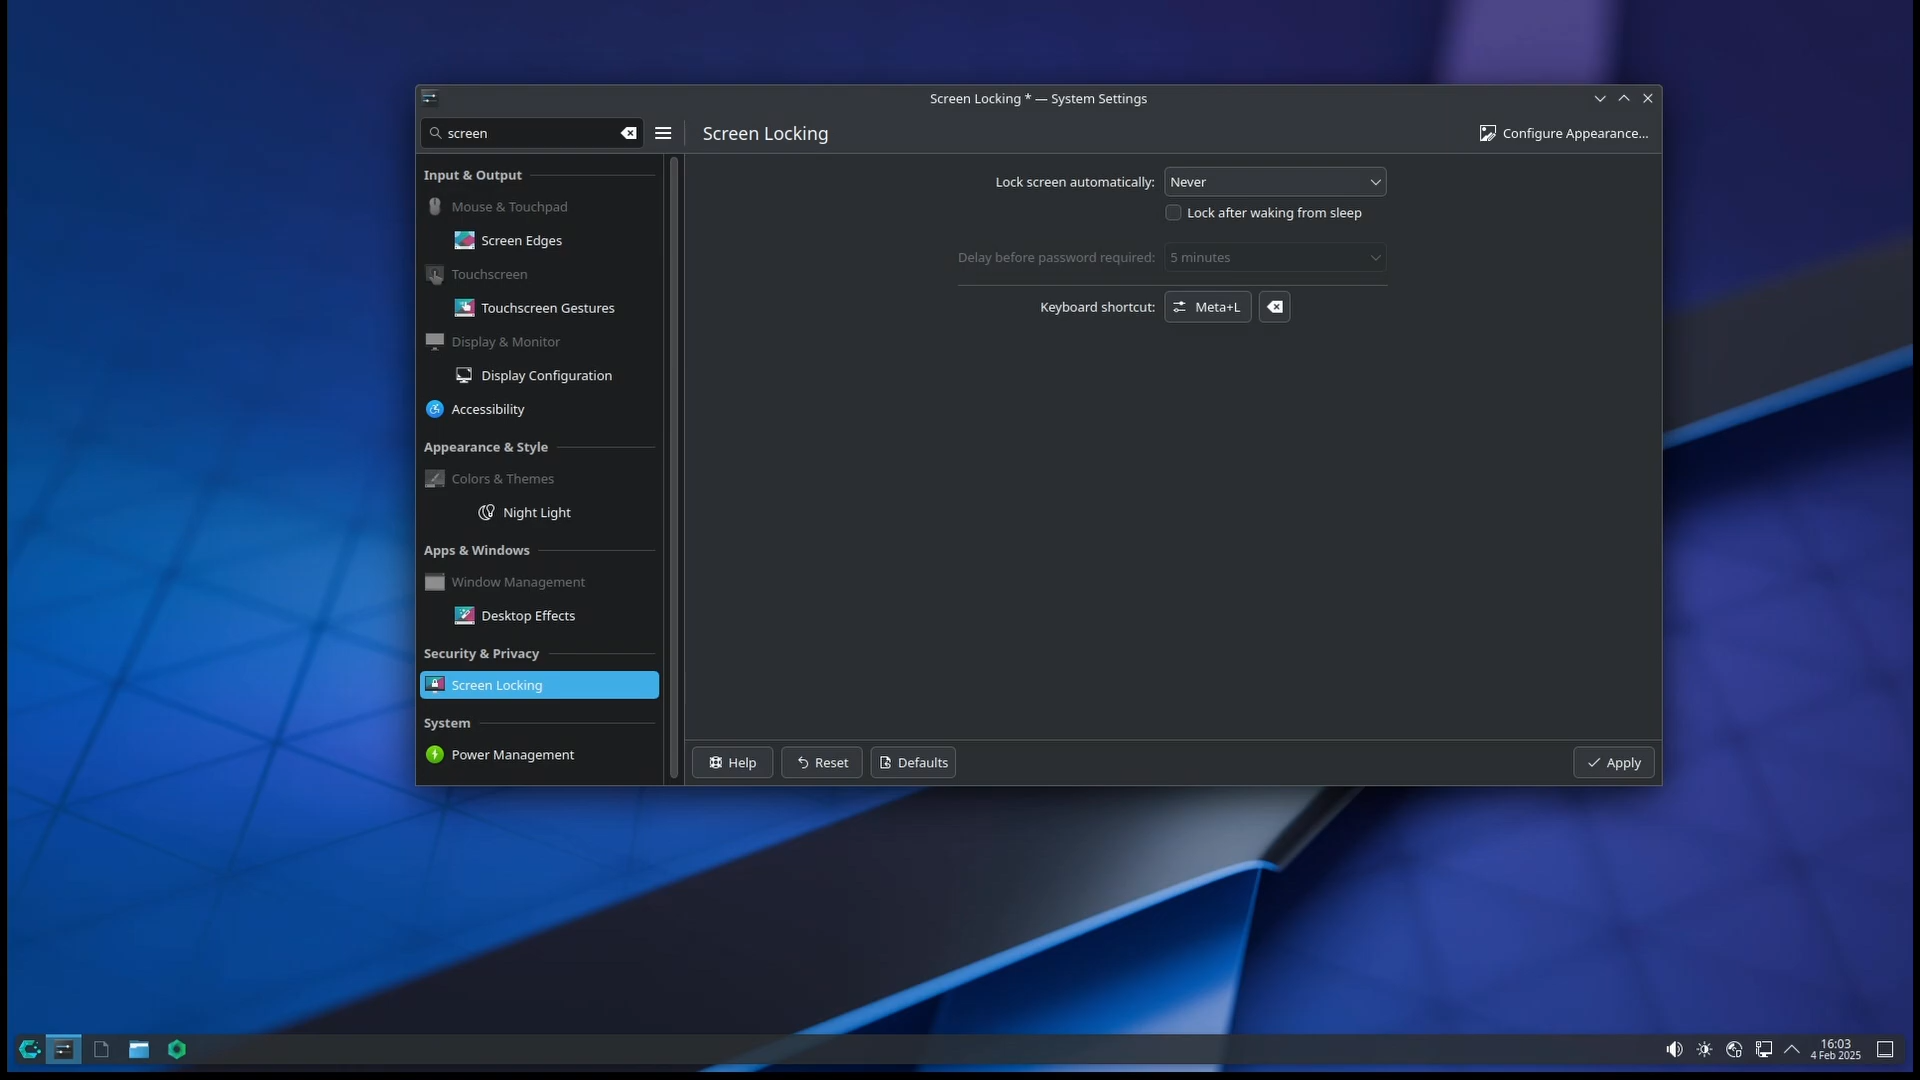 Screen Locking * — System Settings
screen
Screen Locking
Configure Appearance...
Input & Output
Mouse & Touchpad
Screen Edges
Touchscreen
Touchscreen Gestures
Display & Monitor
Display Configuration
Accessibility
Appearance & Style
Colors & Themes
Night Light
Apps & Windows
Window Management
Desktop Effects
Security & Privacy
Screen Locking
System
Power Management
Lock screen automatically: Never
Lock after waking from sleep
Delay before password required: 5 minutes
Keyboard shortcut: Meta+L
Help
Reset
Defaults
Apply
16:03
4 Feb 2025